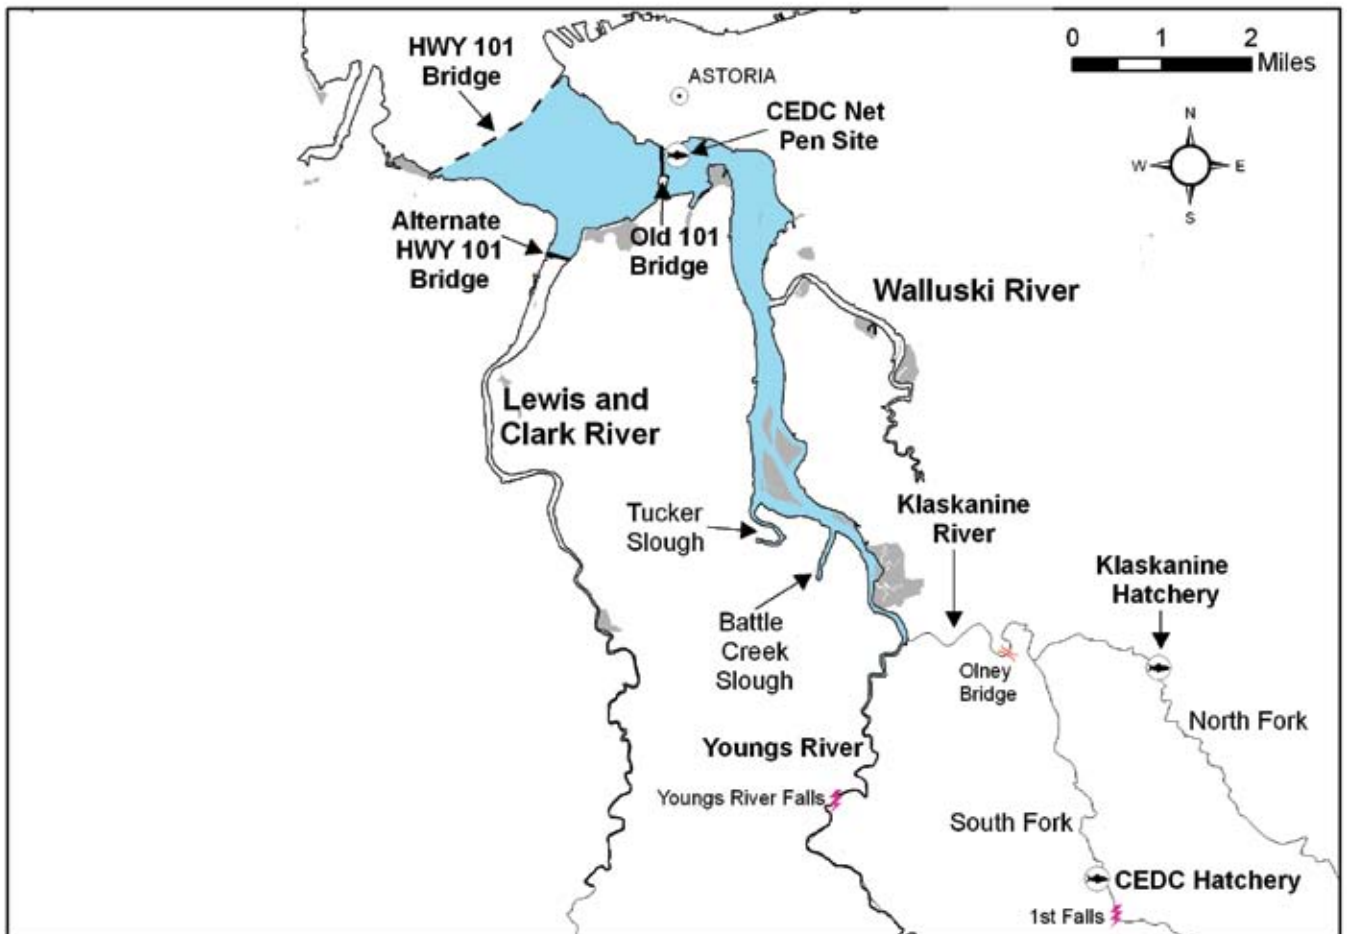 HWY 101
Bridge
ASTORIA
CEDC Net
Pen Site
0 1 2
Miles
N
W E
S
Alternate
HWY 101
Bridge
Old 101
Bridge
Walluski River
Lewis and
Clark River
Tucker
Slough
Klaskanine
River
Klaskanine
Hatchery
Battle
Creek
Slough
Olney
Bridge
North Fork
Youngs River
Youngs River Falls
South Fork
CEDC Hatchery
1st Falls